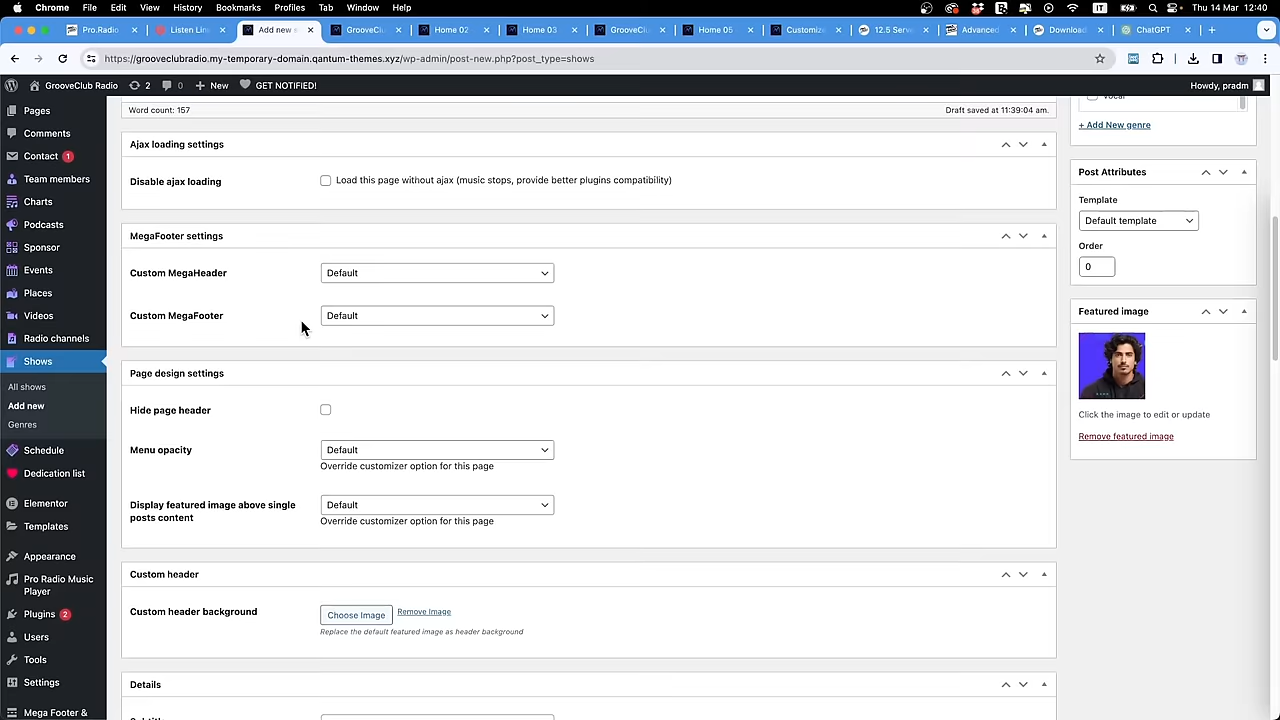 Chrome File Edit View History Bookmarks Profiles Tab Window Help
Thu 14 Mar 12:40
Pro.Radio
Listen Lin
Add new s
GrooveClu
Home 02
Home 03
GrooveClu
Home 05
Customize
12.5 Serve
Advanced
Download
ChatGPT
https://grooveclubradio.my-temporary-domain.qantum-themes.xyz/wp-admin/post-new.php?post_type=shows
GrooveClub Radio 2 0 New GET NOTIFIED!
Howdy, pradm
Pages
Comments
Contact 1
Team members
Charts
Podcasts
Sponsor
Events
Places
Videos
Radio channels
Shows
All shows
Add new
Genres
Schedule
Dedication list
Elementor
Templates
Appearance
Pro Radio Music
Player
Plugins 2
Users
Tools
Settings
Mega Footer &
Word count: 157
Draft saved at 11:39:04 am.
Ajax loading settings
Disable ajax loading
Load this page without ajax (music stops, provide better plugins compatibility)
MegaFooter settings
Custom MegaHeader
Default
Custom MegaFooter
Default
Page design settings
Hide page header
Menu opacity
Default
Override customizer option for this page
Display featured image above single
posts content
Default
Override customizer option for this page
Custom header
Custom header background
Choose Image Remove Image
Replace the default featured image as header background
Details
Subtitle
Vocal
+ Add New genre
Post Attributes
Template
Default template
Order
0
Featured image
Click the image to edit or update
Remove featured image